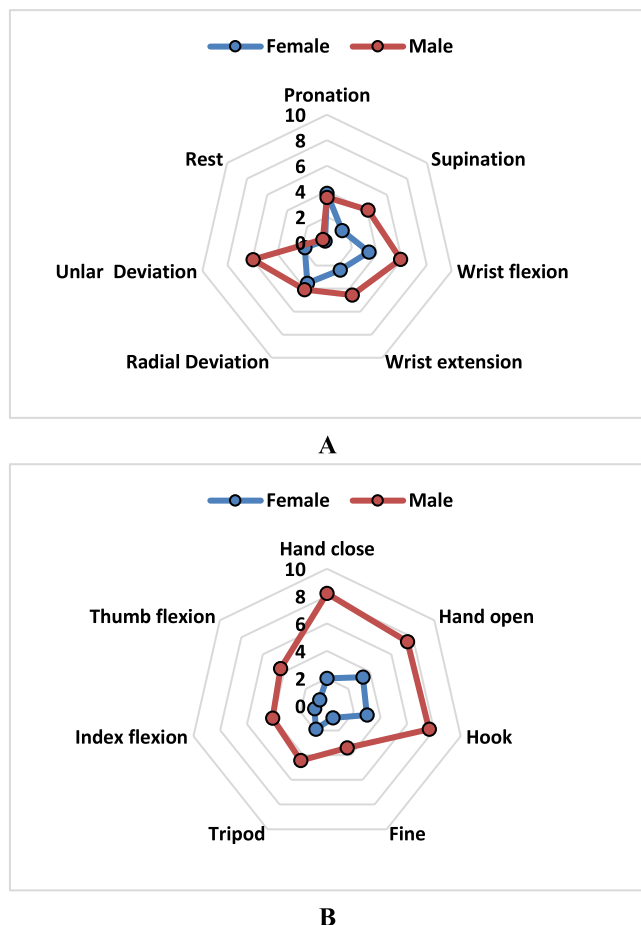 Female Male
Pronation
10
8
6
4
2
0
Rest
Supination
Unlar Deviation
Wrist flexion
Radial Deviation
Wrist extension
A
Female Male
Hand close
10
8
6
4
2
0
Thumb flexion
Hand open
Index flexion
Hook
Tripod
Fine
B